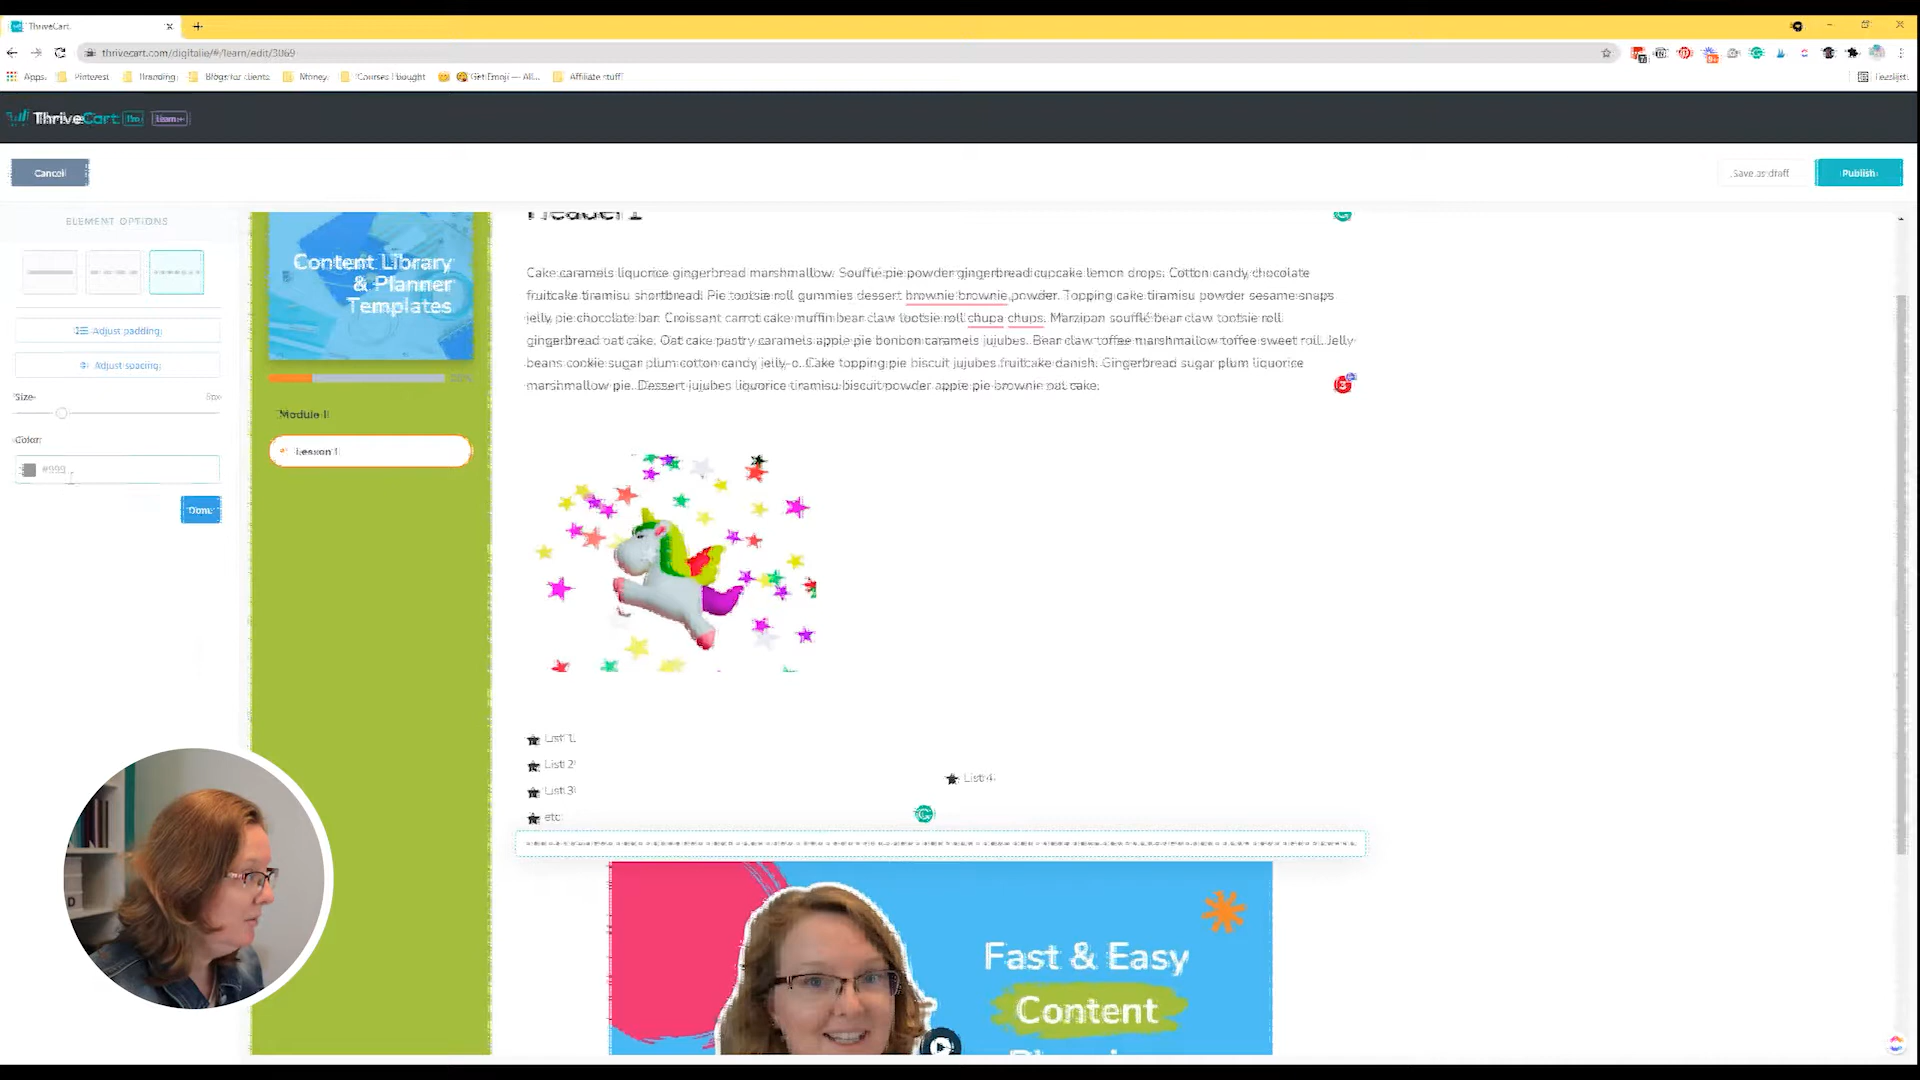 ThriveCart
thrivecart.com/digitalie/#/learn/edit/3069
Apps
Pinterest
Branding
Blogs for clients
Money
Courses I bought
Get Emoji — All...
Affiliate stuff
ThriveCart
Learn+
Cancel
Save as draft
Publish
ELEMENT OPTIONS
Adjust padding
Adjust spacing
Size
Color
#999
Done
Content Library
& Planner
Templates
Module 1
Lesson 1
Header 1
Cake caramels liquorice gingerbread marshmallow. Soufflé pie powder gingerbread cupcake lemon drops. Cotton candy chocolate
fruitcake tiramisu shortbread. Pie tootsie roll gummies dessert brownie brownie powder. Topping cake tiramisu powder sesame snaps
jelly pie chocolate bar. Croissant carrot cake muffin bear claw tootsie roll chupa chups. Marzipan soufflé bear claw tootsie roll
gingerbread oat cake. Oat cake pastry caramels apple pie bonbon caramels jujubes. Bear claw toffee marshmallow toffee sweet roll. Jelly
beans cookie sugar plum cotton candy jelly-o. Cake topping pie biscuit jujubes fruitcake danish. Gingerbread sugar plum liquorice
marshmallow pie. Dessert jujubes liquorice tiramisu biscuit powder apple pie brownie oat cake.
3
List 1
List 2
List 3
etc
List 4
Fast & Easy
Content